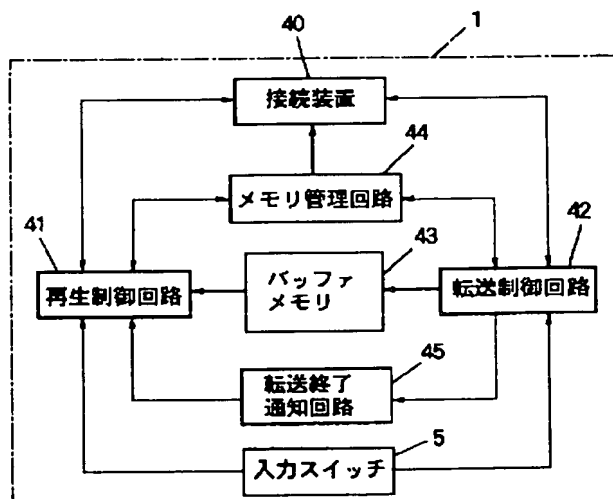 1
40
接続装置
44
メモリ管理回路
41
42
43
再生制御回路
バッファ
メモリ
転送制御回路
45
転送終了
通知回路
5
入力スイッチ